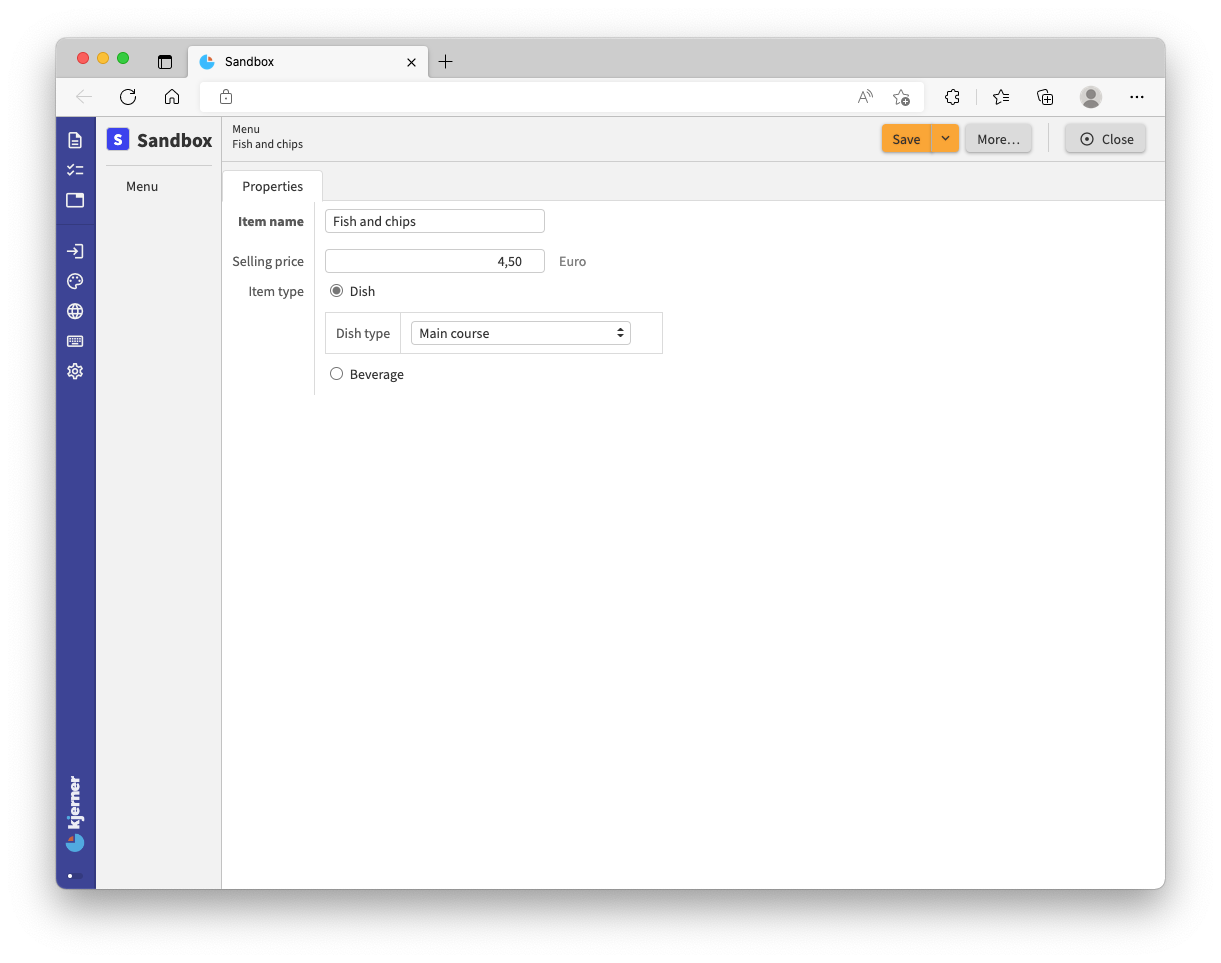 Sandbox
S Sandbox
Menu
Fish and chips
Save
More…
Close
Menu
Properties
Item name
Fish and chips
Selling price
4,50
Euro
Item type
Dish
Dish type
Main course
Beverage
kjerner